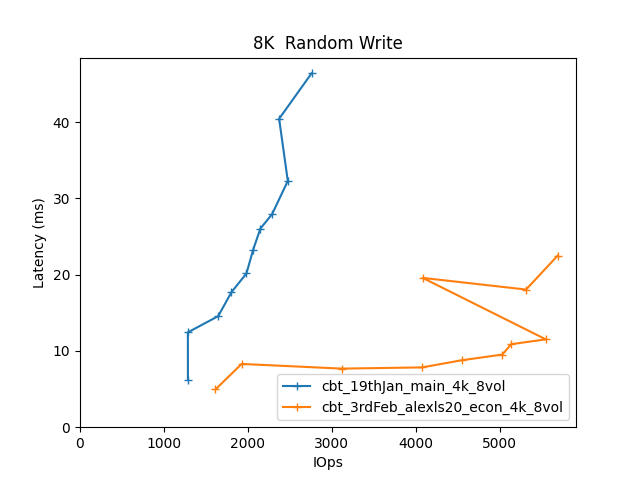 8K  Random Write
Latency (ms)
40
30
20
10
0
0 1000 2000 3000 4000 5000
IOps
cbt_19thJan_main_4k_8vol
cbt_3rdFeb_alexls20_econ_4k_8vol